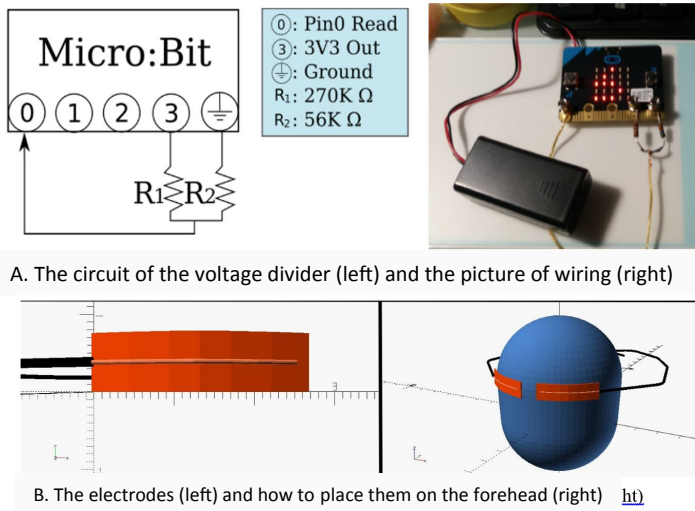 Micro:Bit
0 1 2 3
R1 R2
0: Pin0 Read
3: 3V3 Out
⏚: Ground
R1: 270K Ω
R2: 56K Ω
A. The circuit of the voltage divider (left) and the picture of wiring (right)
B. The electrodes (left) and how to place them on the forehead (right) ht)